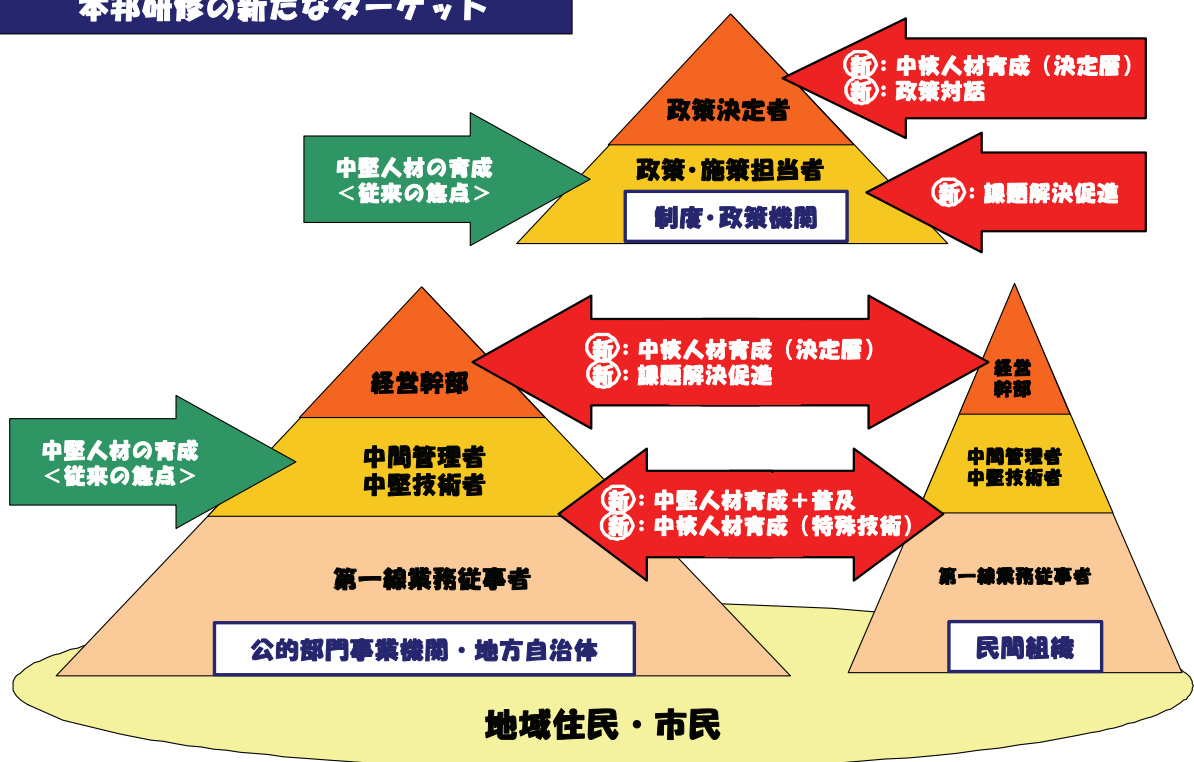 本邦研修の新たなターゲット
政策決定者
㊟新：中核人材育成（決定層）
新：政策対話
中堅人材の育成
＜従来の焦点＞
政策・施策担当者
制度・政策機関
新：課題解決促進
経営幹部
新：中核人材育成（決定層）
新：課題解決促進
経営
幹部
中堅人材の育成
＜従来の焦点＞
中間管理者
中堅技術者
新：中堅人材育成＋普及
新：中核人材育成（特殊技術）
中間管理者
中堅技術者
第一線業務従事者
第一線業務従事者
公的部門事業機関・地方自治体
民間組織
地域住民・市民